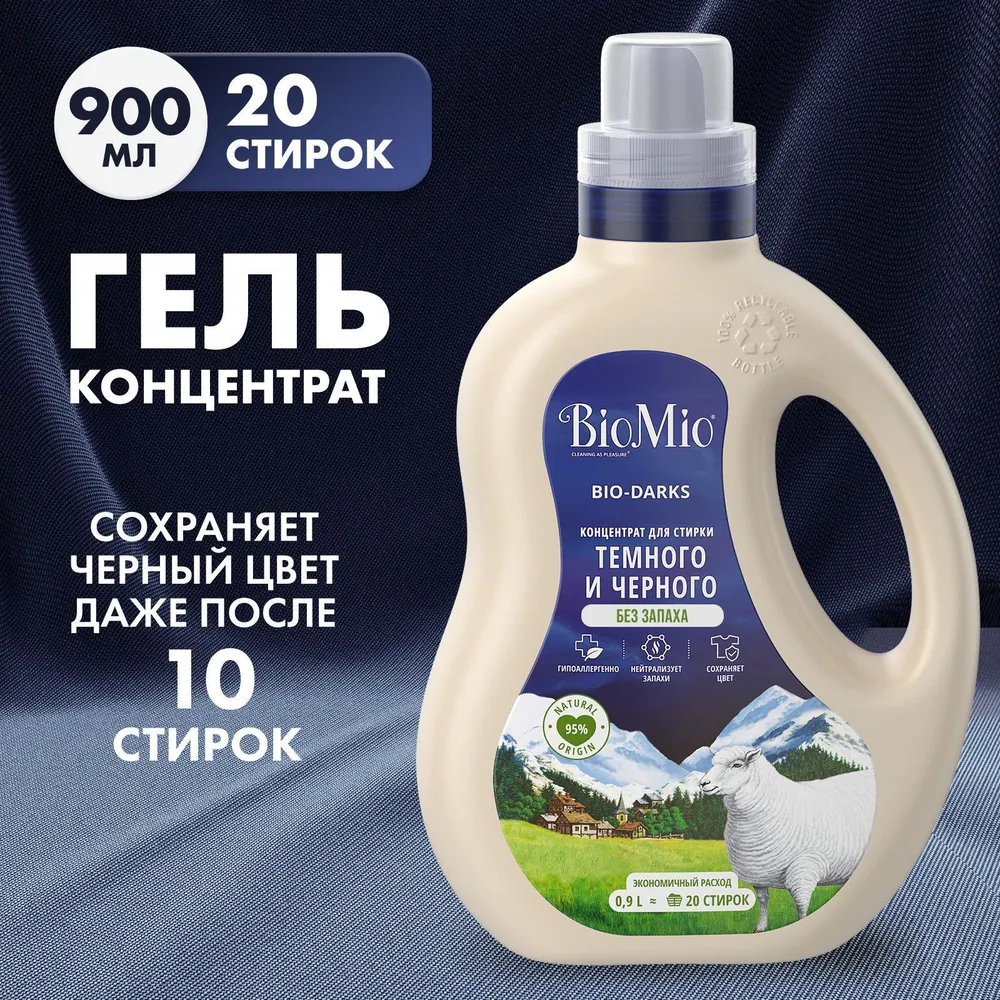 900
МЛ
20
СТИРОК
ГЕЛЬ
КОНЦЕНТРАТ
СОХРАНЯЕТ
ЧЕРНЫЙ ЦВЕТ
ДАЖЕ ПОСЛЕ
10
СТИРОК
100% RECYCLABLE
BOTTLE
BioMio®
CLEANING AS PLEASURE®
BIO-DARKS
КОНЦЕНТРАТ ДЛЯ СТИРКИ
ТЕМНОГО
И ЧЕРНОГО
БЕЗ ЗАПАХА
ГИПОАЛЛЕРГЕННО
НЕЙТРАЛИЗУЕТ
ЗАПАХИ
СОХРАНЯЕТ
ЦВЕТ
NATURAL
95%
ORIGIN
ЭКОНОМИЧНЫЙ РАСХОД
0,9 L ≈ 20 СТИРОК